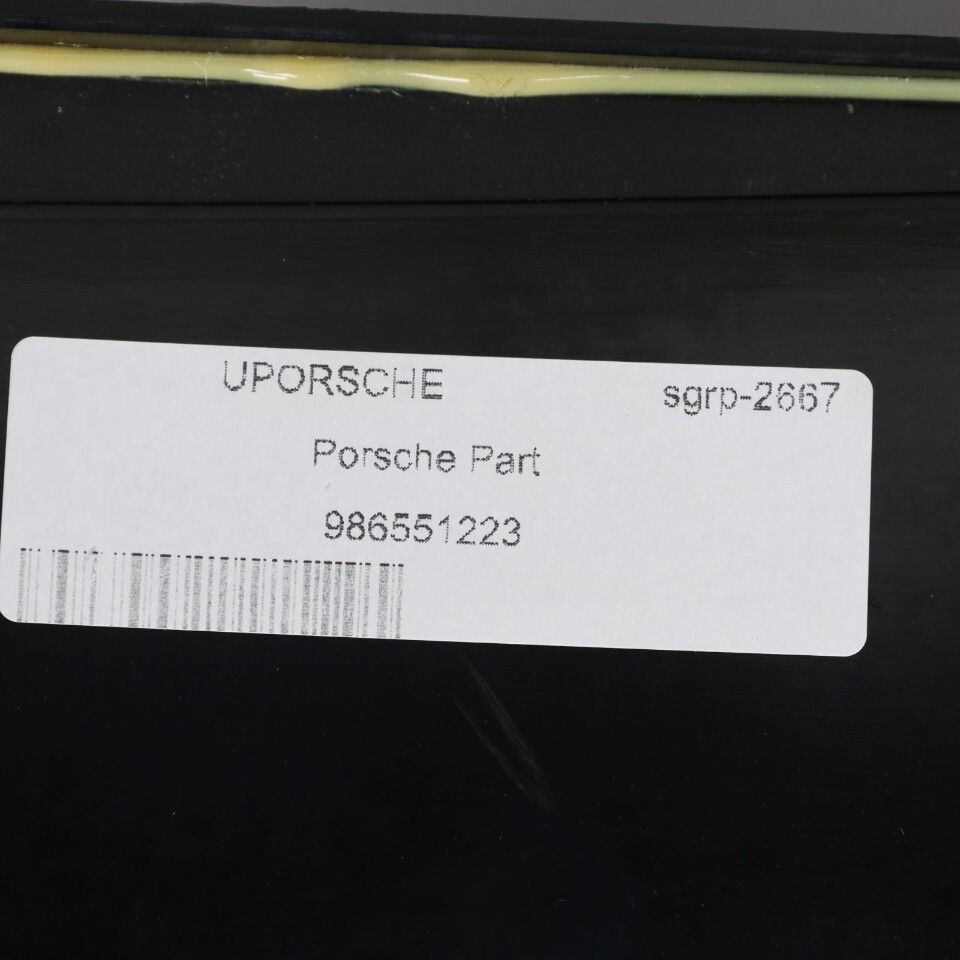 UPORSCHE sgrp-2667
Porsche Part
986551223